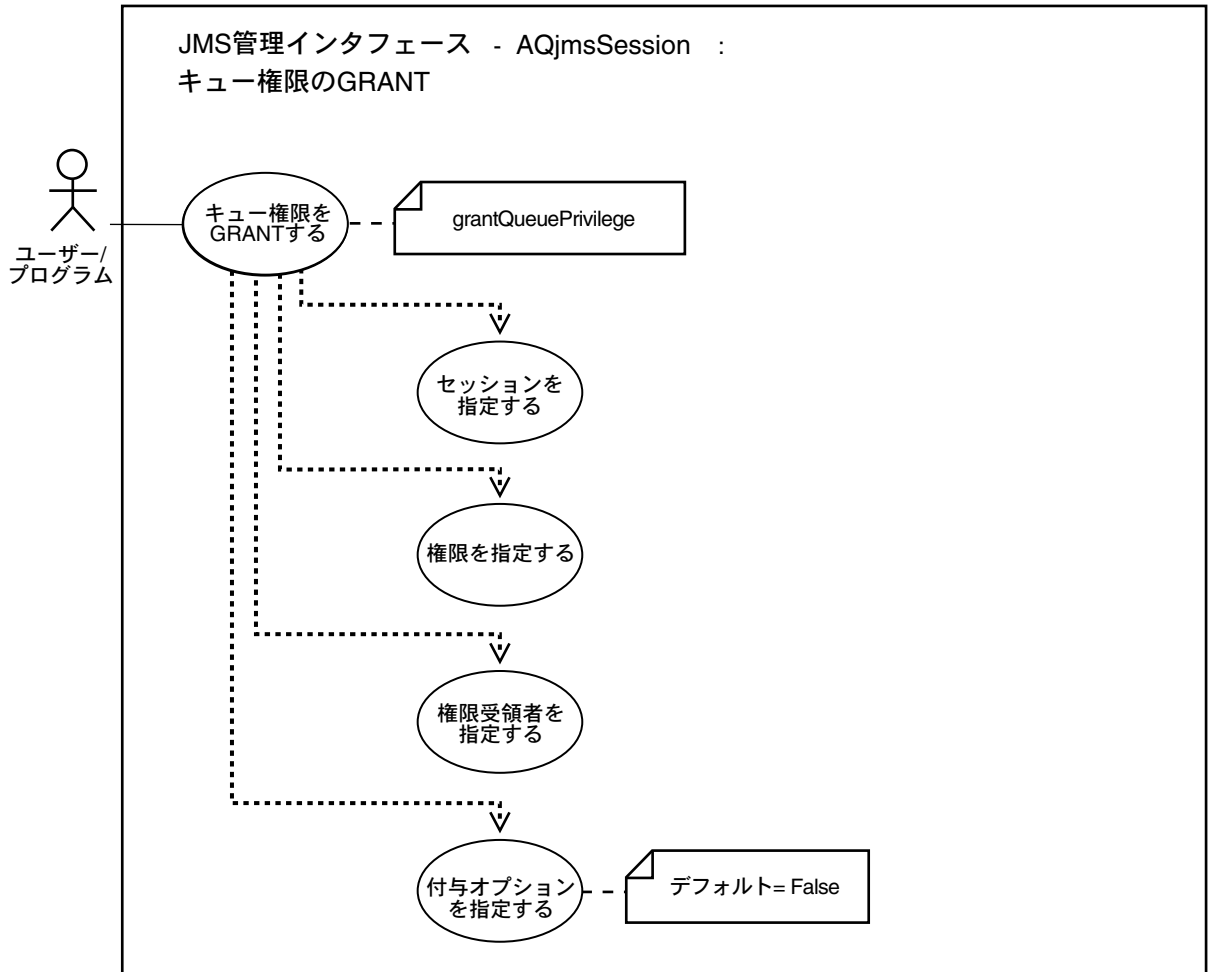 JMS管理インタフェース - AQjmsSession :
キュー権限のGRANT
ユーザー/
プログラム
キュー権限を
GRANTする
grantQueuePrivilege
セッションを
指定する
権限を指定する
権限受領者を
指定する
付与オプション
を指定する
デフォルト= False